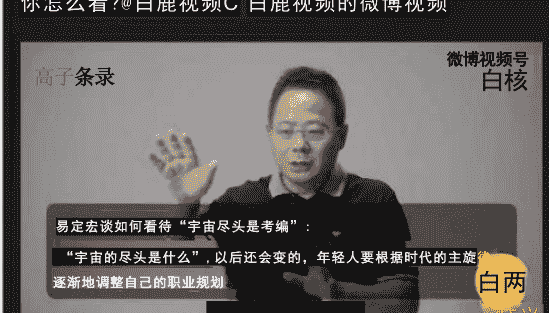 你怎么看?@白鹿视频C 白鹿视频的微博视频
微博视频号
高子条录
白核
易定宏谈如何看待“宇宙尽头是考编”：
“宇宙的尽头是什么”,以后还会变的，年轻人要根据时代的主旋
逐渐地调整自己的职业规划
白两